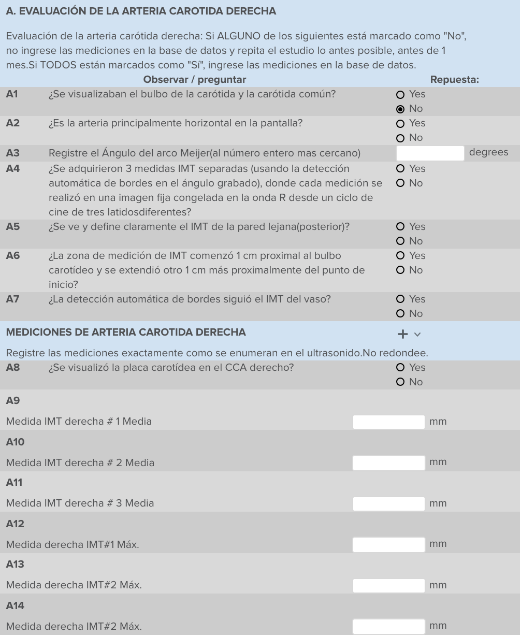 A. EVALUACIÓN DE LA ARTERIA CAROTIDA DERECHA
Evaluación de la arteria carótida derecha: Si ALGUNO de los siguientes está marcado como "No",
no ingrese las mediciones en la base de datos y repita el estudio lo antes posible, antes de 1
mes.Si TODOS están marcados como "Sí", ingrese las mediciones en la base de datos.
Observar / preguntar Repuesta:
A1 ¿Se visualizaban el bulbo de la carótida y la carótida común? Yes
No
A2 ¿Es la arteria principalmente horizontal en la pantalla? Yes
No
A3 Registre el Ángulo del arco Meijer(al número entero mas cercano) degrees
A4 ¿Se adquirieron 3 medidas IMT separadas (usando la detección Yes
automática de bordes en el ángulo grabado), donde cada medición se No
realizó en una imagen fija congelada en la onda R desde un ciclo de
cine de tres latidosdiferentes?
A5 ¿Se ve y define claramente el IMT de la pared lejana(posterior)? Yes
No
A6 ¿La zona de medición de IMT comenzó 1 cm proximal al bulbo Yes
carotídeo y se extendió otro 1 cm más proximalmente del punto de No
inicio?
A7 ¿La detección automática de bordes siguió el IMT del vaso? Yes
No
MEDICIONES DE ARTERIA CAROTIDA DERECHA
Registre las mediciones exactamente como se enumeran en el ultrasonido.No redondee.
A8 ¿Se visualizó la placa carotídea en el CCA derecho? Yes
No
A9
Medida IMT derecha # 1 Media mm
A10
Medida IMT derecha # 2 Media mm
A11
Medida IMT derecha # 3 Media mm
A12
Medida derecha IMT#1 Máx. mm
A13
Medida derecha IMT#2 Máx. mm
A14
Medida derecha IMT#2 Máx. mm